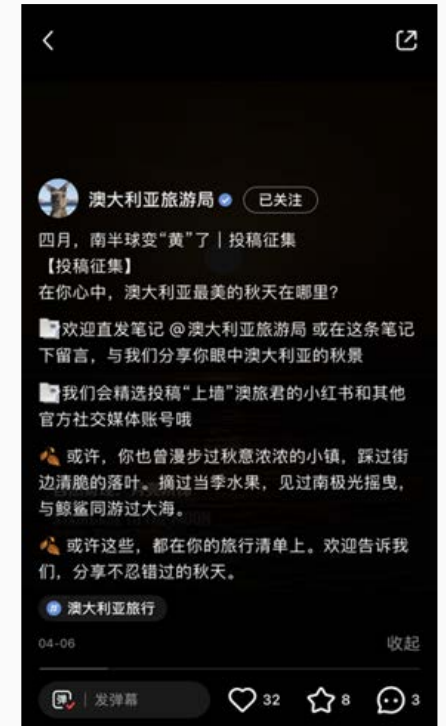 澳大利亚旅游局 已关注
四月，南半球变“黄”了｜投稿征集
【投稿征集】
在你心中，澳大利亚最美的秋天在哪里？
欢迎直发笔记 @澳大利亚旅游局 或在这条笔记
下留言，与我们分享你眼中澳大利亚的秋景
我们会精选投稿“上墙”澳旅君的小红书和其他
官方社交媒体账号哦
🍂 或许，你也曾漫步过秋意浓浓的小镇，踩过街
边清脆的落叶。摘过当季水果，见过南极光摇曳，
与鲸鲨同游过大海。
🍂 或许这些，都在你的旅行清单上。欢迎告诉我
们，分享不忍错过的秋天。
# 澳大利亚旅行
04-06 收起
弹 发弹幕 32 8 3